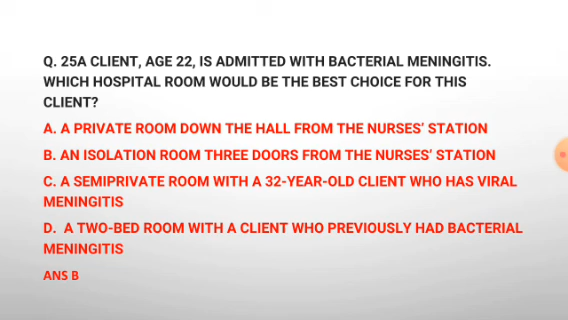 Q. 25A CLIENT, AGE 22, IS ADMITTED WITH BACTERIAL MENINGITIS.
WHICH HOSPITAL ROOM WOULD BE THE BEST CHOICE FOR THIS
CLIENT?
A. A PRIVATE ROOM DOWN THE HALL FROM THE NURSES' STATION
B. AN ISOLATION ROOM THREE DOORS FROM THE NURSES' STATION
C. A SEMIPRIVATE ROOM WITH A 32-YEAR-OLD CLIENT WHO HAS VIRAL
MENINGITIS
D. A TWO-BED ROOM WITH A CLIENT WHO PREVIOUSLY HAD BACTERIAL
MENINGITIS
ANS B